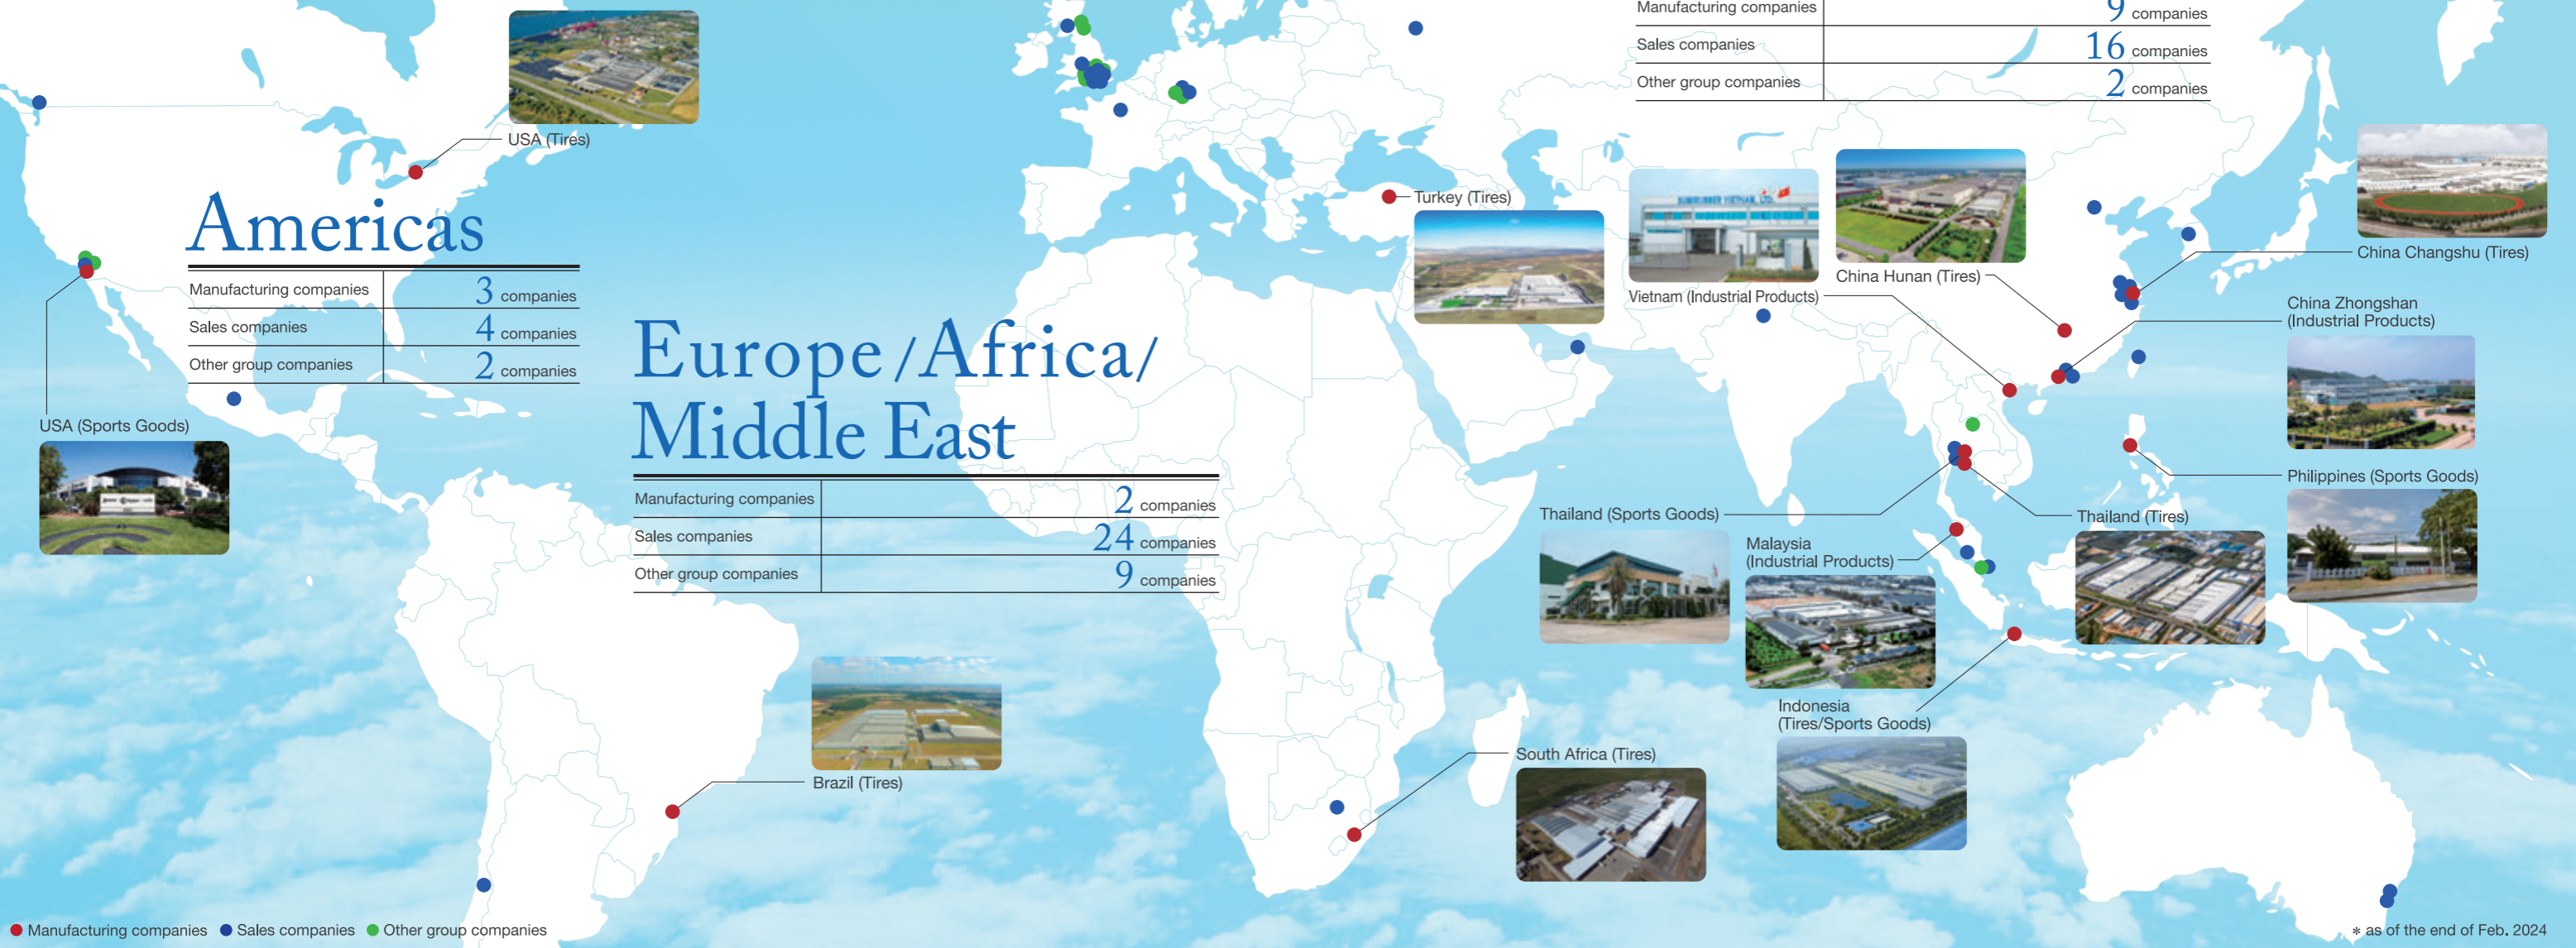 Manufacturing companies 9 companies
Sales companies 16 companies
Other group companies 2 companies
USA (Tires)
Americas
Manufacturing companies 3 companies
Sales companies 4 companies
Other group companies 2 companies
USA (Sports Goods)
Europe/Africa/
Middle East
Manufacturing companies 2 companies
Sales companies 24 companies
Other group companies 9 companies
Brazil (Tires)
Turkey (Tires)
South Africa (Tires)
SUMIRUBBER VIETNAM, LTD.
Vietnam (Industrial Products)
China Hunan (Tires)
China Changshu (Tires)
China Zhongshan
(Industrial Products)
Philippines (Sports Goods)
Thailand (Sports Goods)
Thailand (Tires)
Malaysia
(Industrial Products)
Indonesia
(Tires/Sports Goods)
Manufacturing companies Sales companies Other group companies
* as of the end of Feb. 2024